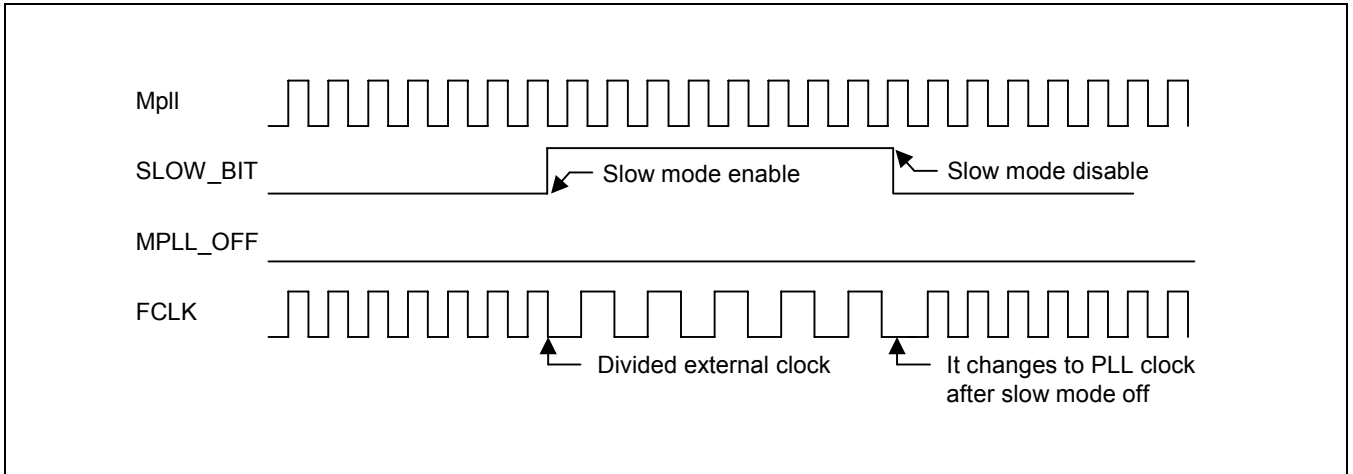 Mpll
SLOW_BIT
Slow mode enable
Slow mode disable
MPLL_OFF
FCLK
Divided external clock
It changes to PLL clock
after slow mode off